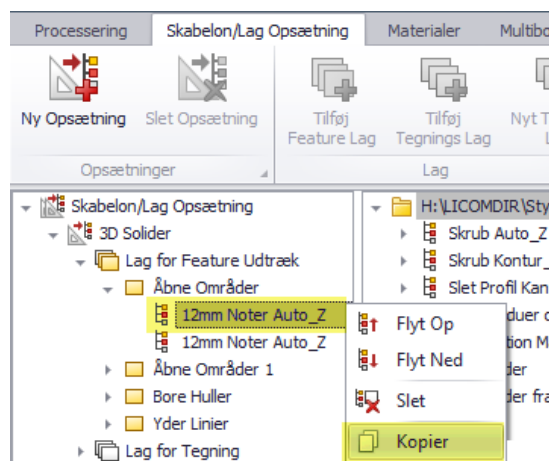 Processering
Skabelon/Lag Opsætning
Materialer
Ny Opsætning
Slet Opsætning
Tilføj
Feature Lag
Tilføj
Tegnings Lag
Opsætninger
Lag
Skabelon/Lag Opsætning
3D Solider
Lag for Feature Udtræk
Åbne Områder
12mm Noter Auto_Z
12mm Noter Auto_Z
Åbne Områder 1
Bore Huller
Yder Linier
Lag for Tegning
H:\LICOMDIR\Sty
Skrub Auto_Z
Skrub Kontur_
Slet Profil Kan
Flyt Op
Flyt Ned
Slet
Kopier